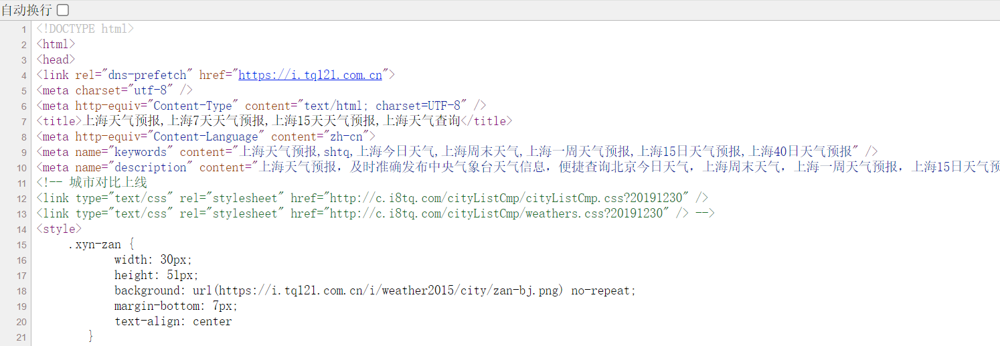 自动换行
1 <!DOCTYPE html>
2 <html>
3 <head>
4 <link rel="dns-prefetch" href="https://i.tq121.com.cn">
5 <meta charset="utf-8" />
6 <meta http-equiv="Content-Type" content="text/html; charset=UTF-8" />
7 <title>上海天气预报,上海7天天气预报,上海15天天气预报,上海天气查询</title>
8 <meta http-equiv="Content-Language" content="zh-cn">
9 <meta name="keywords" content="上海天气预报,shtq,上海今日天气,上海周末天气,上海一周天气预报,上海15日天气预报,上海40日天气预报" />
10 <meta name="description" content="上海天气预报，及时准确发布中央气象台天气信息，便捷查询北京今日天气，上海周末天气，上海一周天气预报，上海15日天气预
11 <!-- 城市对比上线
12 <link type="text/css" rel="stylesheet" href="http://c.i8tq.com/cityListCmp/cityListCmp.css?20191230" />
13 <link type="text/css" rel="stylesheet" href="http://c.i8tq.com/cityListCmp/weathers.css?20191230" /> -->
14 <style>
15 .xyn-zan {
16 width: 30px;
17 height: 51px;
18 background: url(https://i.tq121.com.cn/i/weather2015/city/zan-bj.png) no-repeat;
19 margin-bottom: 7px;
20 text-align: center
21 }